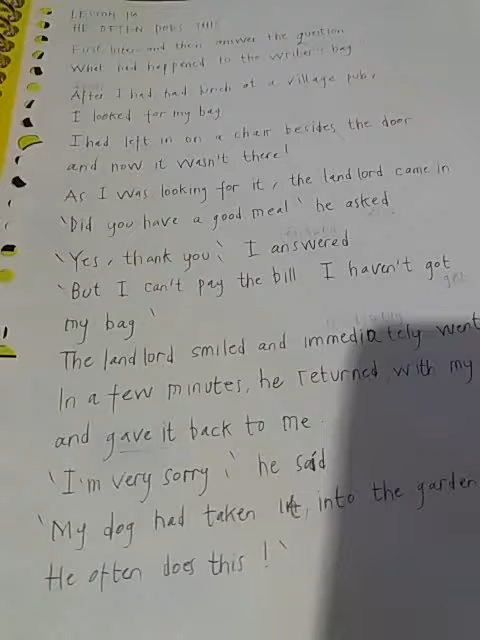 LESSON 14
HE OFTEN DOES THIS!
First listen and then answer the question
What had happened to the writer's bag
After I had had lunch at a village pub,
I looked for my bag
I had left in on a chair besides the door
and now it wasn't there!
As I was looking for it, the landlord came in
'Did you have a good meal' he asked
'Yes, thank you,' I answered
'But I can't pay the bill I haven't got
my bag'
The landlord smiled and immediately went
In a few minutes, he returned with my
and gave it back to me.
'I'm very sorry,' he said
'My dog had taken it, into the garden
He often does this!'